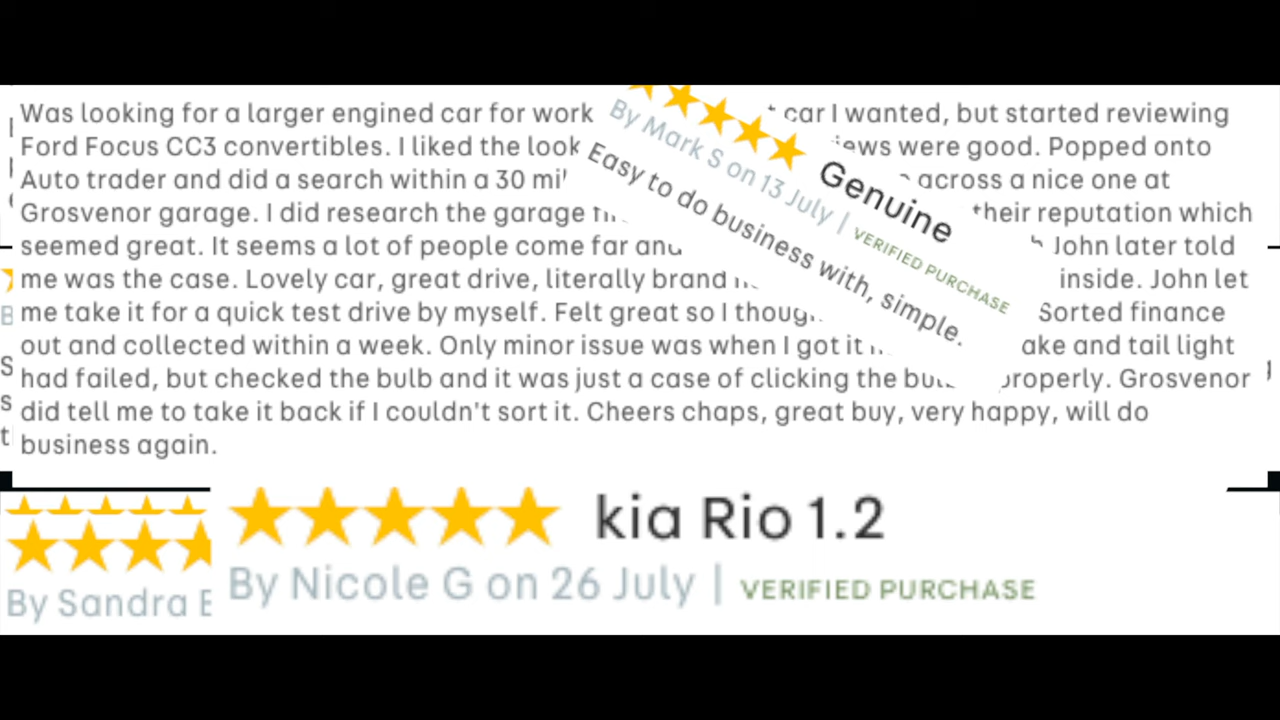 Was looking for a larger engined car for work car I wanted, but started reviewing
Ford Focus CC3 convertibles. I liked the look were good. Popped onto
Auto trader and did a search within a 30 across a nice one at
Grosvenor garage. I did research the garage their reputation which
seemed great. It seems a lot of people come far and John later told
me was the case. Lovely car, great drive, literally brand inside. John let
me take it for a quick test drive by myself. Felt great so I Sorted finance
out and collected within a week. Only minor issue was when I got it and tail light
had failed, but checked the bulb and it was just a case of clicking the properly. Grosvenor
did tell me to take it back if I couldn't sort it. Cheers chaps, great buy, very happy, will do
business again.
Genuine
By Mark S on 13 July | VERIFIED PURCHASE
Easy to do business with, simple.
kia Rio 1.2
By Nicole G on 26 July | VERIFIED PURCHASE
By Sandra